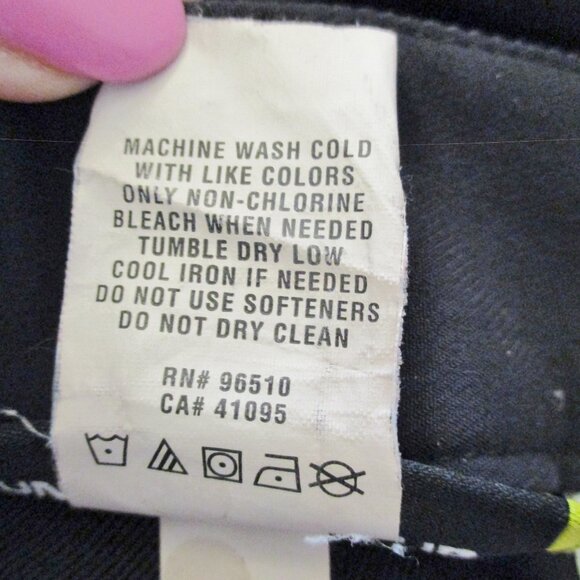 MACHINE WASH COLD
WITH LIKE COLORS
ONLY NON-CHLORINE
BLEACH WHEN NEEDED
TUMBLE DRY LOW
COOL IRON IF NEEDED
DO NOT USE SOFTENERS
DO NOT DRY CLEAN
RN# 96510
CA# 41095